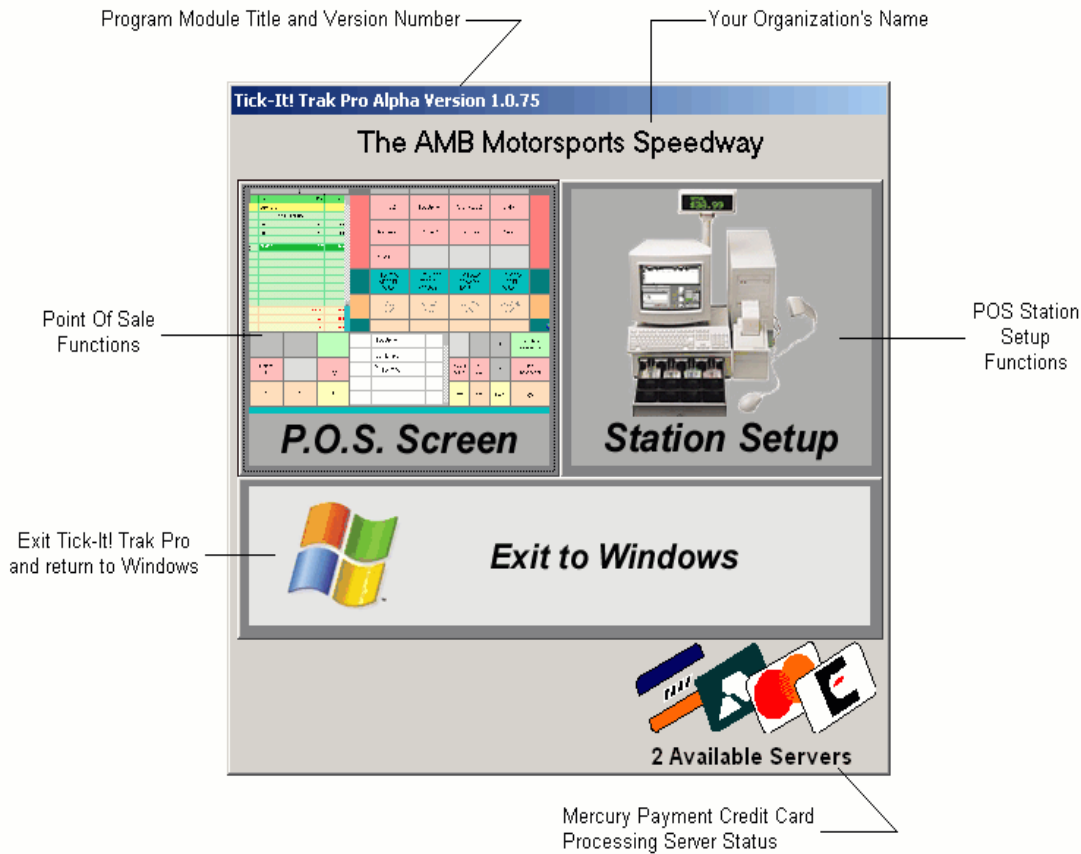 Program Module Title and Version Number
Your Organization's Name
Tick-It! Trak Pro Alpha Version 1.0.75
The AMB Motorsports Speedway
Point Of Sale
Functions
POS Station
Setup
Functions
P.O.S. Screen
Station Setup
Exit Tick-It! Trak Pro
and return to Windows
Exit to Windows
2 Available Servers
Mercury Payment Credit Card
Processing Server Status